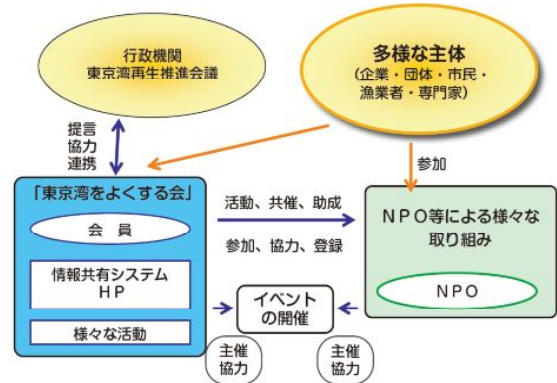 行政機関
東京湾再生推進会議
多様な主体
(企業・団体・市民・
漁業者・専門家)
提言
協力
連携
参加
「東京湾をよくする会」
会　員
情報共有システム
HP
様々な活動
活動、共催、助成
参加、協力、登録
NPO等による様々な
取り組み
NPO
イベント
の開催
主催
協力
主催
協力